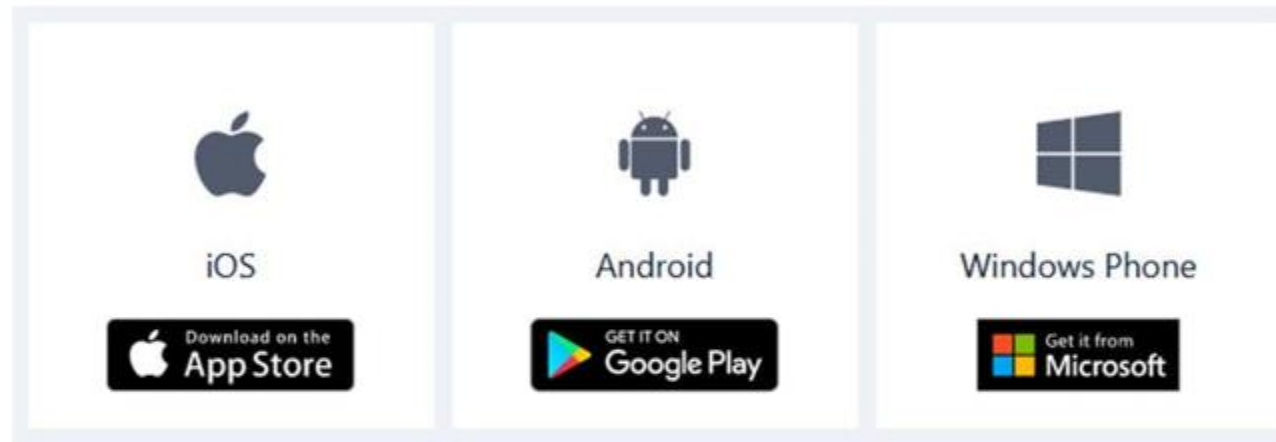 iOS
Download on the
App Store
Android
GET IT ON
Google Play
Windows Phone
Get it from
Microsoft